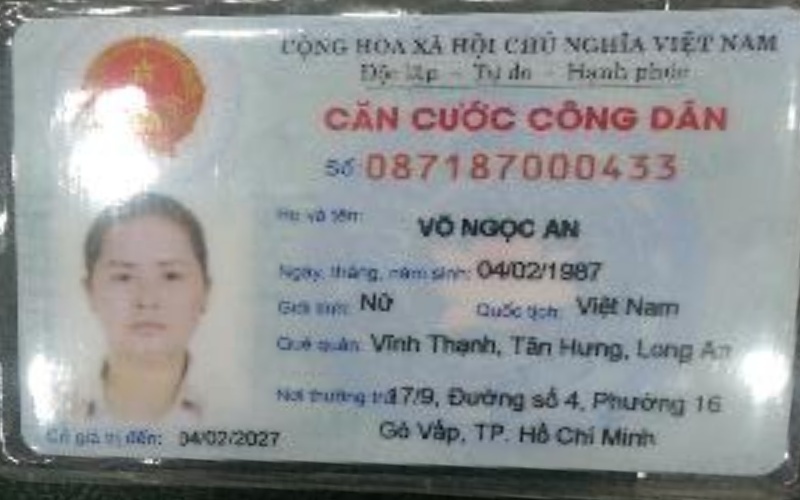 CỘNG HÒA XÃ HỘI CHỦ NGHĨA VIỆT NAM
Độc lập - Tự do - Hạnh phúc
CĂN CƯỚC CÔNG DÂN
Số 087187000433
Họ và tên: VÕ NGỌC AN
Ngày, tháng, năm sinh: 04/02/1987
Giới tính: Nữ Quốc tịch: Việt Nam
Quê quán: Vĩnh Thạnh, Tân Hưng, Long An
Nơi thường trú: 17/9, Đường số 4, Phường 16
Gò Vấp, TP. Hồ Chí Minh
Có giá trị đến: 04/02/2027